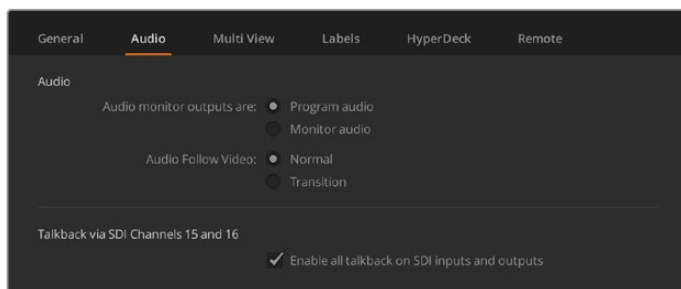 General Audio Multi View Labels HyperDeck Remote
Audio
Audio monitor outputs are: Program audio
Monitor audio
Audio Follow Video: Normal
Transition
Talkback via SDI Channels 15 and 16
Enable all talkback on SDI inputs and outputs